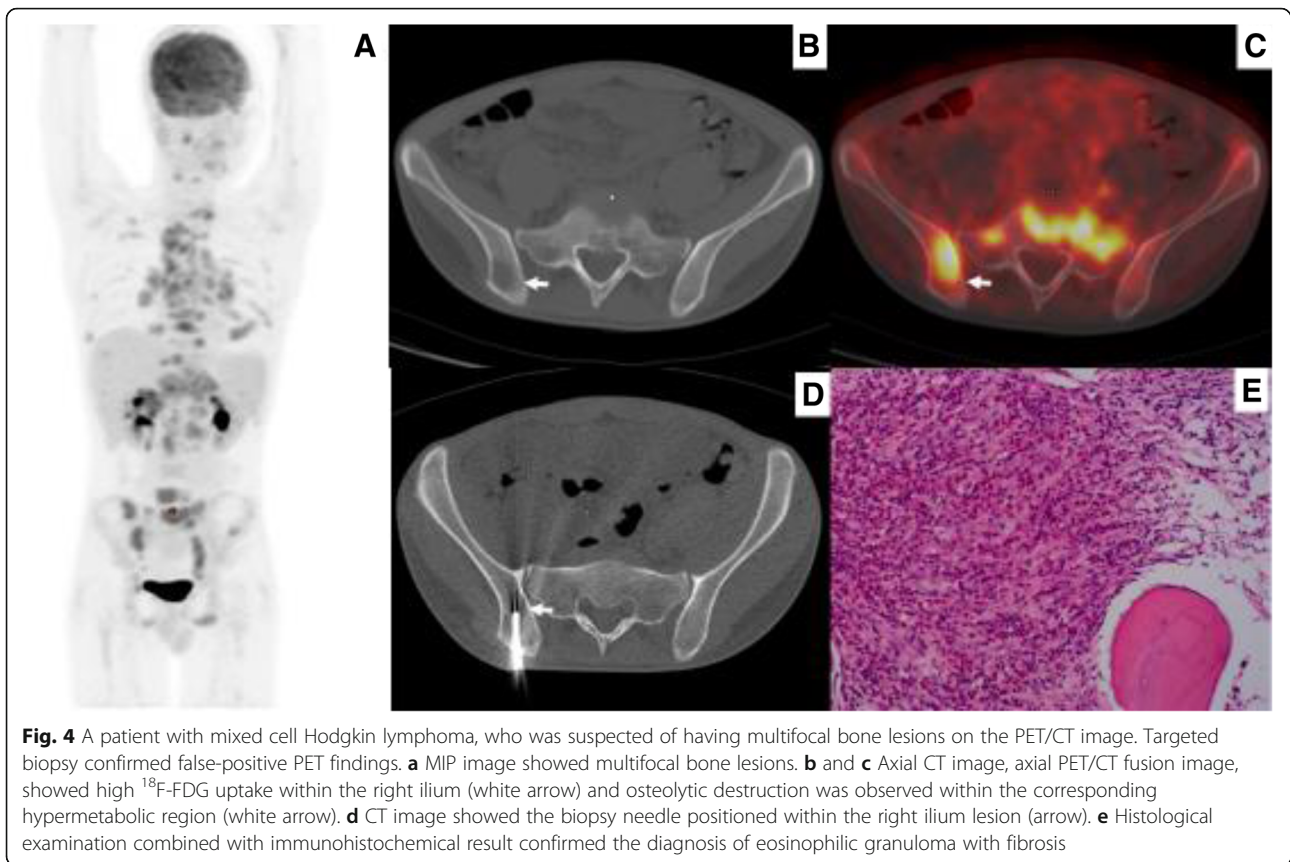 A
B
C
D
E
Fig. 4 A patient with mixed cell Hodgkin lymphoma, who was suspected of having multifocal bone lesions on the PET/CT image. Targeted
biopsy confirmed false-positive PET findings. a MIP image showed multifocal bone lesions. b and c Axial CT image, axial PET/CT fusion image,
showed high ¹⁸F-FDG uptake within the right ilium (white arrow) and osteolytic destruction was observed within the corresponding
hypermetabolic region (white arrow). d CT image showed the biopsy needle positioned within the right ilium lesion (arrow). e Histological
examination combined with immunohistochemical result confirmed the diagnosis of eosinophilic granuloma with fibrosis